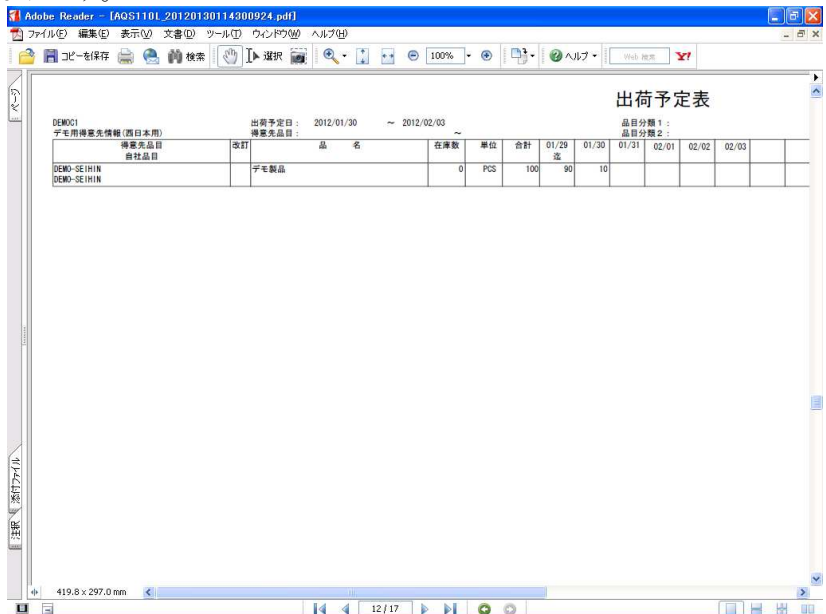 Adobe Reader - [AQS110L_20120130114300924.pdf]
ファイル(F) 編集(E) 表示(V) 文書(D) ツール(T) ウィンドウ(W) ヘルプ(H)
コピーを保存 検索 選択 100% ヘルプ Web 検索 Y!
ページ
出荷予定表
DEMOC1 出荷予定日： 2012/01/30 ～ 2012/02/03 品目分類1：
デモ用得意先情報(西日本用) 得意先品目： ～ 品目分類2：
得意先品目 改訂 品 名 在庫数 単位 合計 01/29 01/30 01/31 02/01 02/02 02/03
自社品目 迄
DEMO-SEIHIN デモ製品 0 PCS 100 90 10
DEMO-SEIHIN
添付ファイル
注釈
419.8 x 297.0 mm
12 / 17